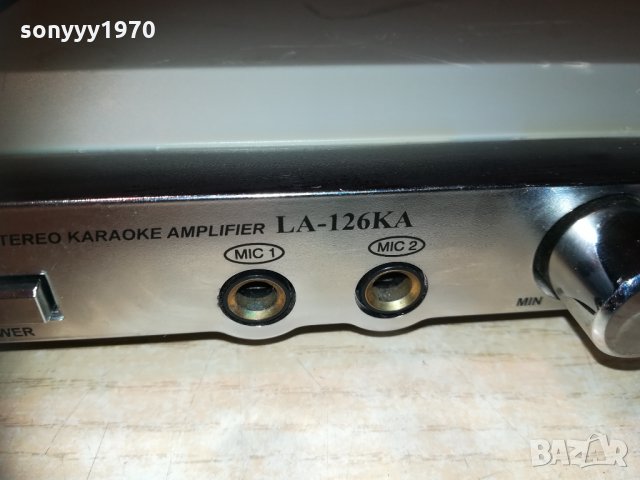 sonyyy1970
TEREO KARAOKE AMPLIFIER LA-126KA
MIC 1
MIC 2
MIN
WER
BAZAR